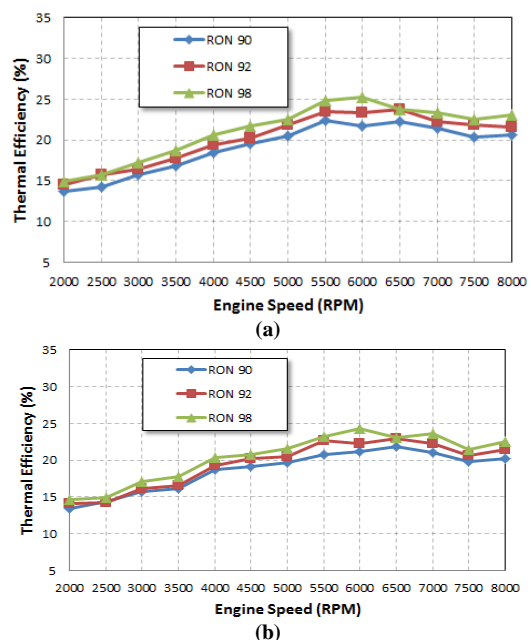 35
30
25
20
15
10
5
Thermal Efficiency (%)
RON 90
RON 92
RON 98
2000 2500 3000 3500 4000 4500 5000 5500 6000 6500 7000 7500 8000
Engine Speed (RPM)
(a)
35
30
25
20
15
10
5
Thermal Efficiency (%)
RON 90
RON 92
RON 98
2000 2500 3000 3500 4000 4500 5000 5500 6000 6500 7000 7500 8000
Engine Speed (RPM)
(b)